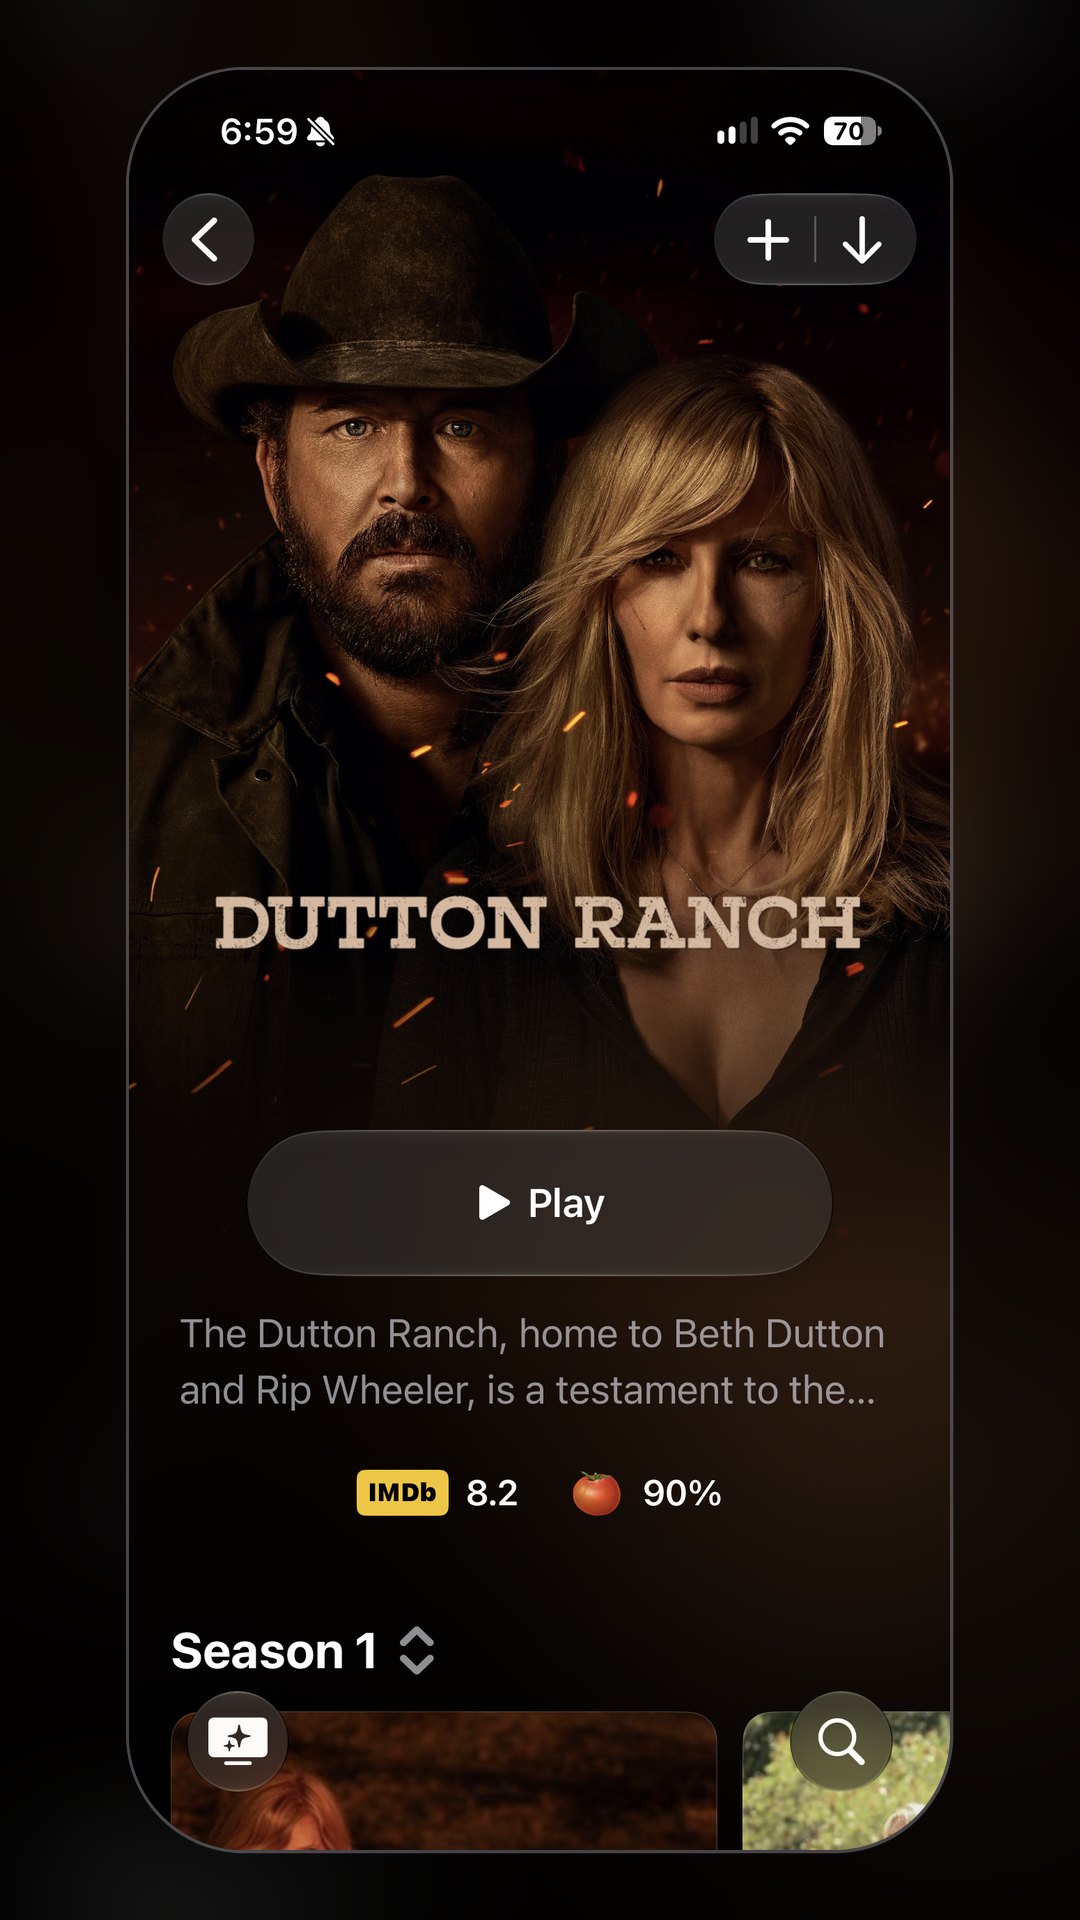 6:59
70
DUTTON RANCH
Play
The Dutton Ranch, home to Beth Dutton
and Rip Wheeler, is a testament to the...
IMDb 8.2 90%
Season 1